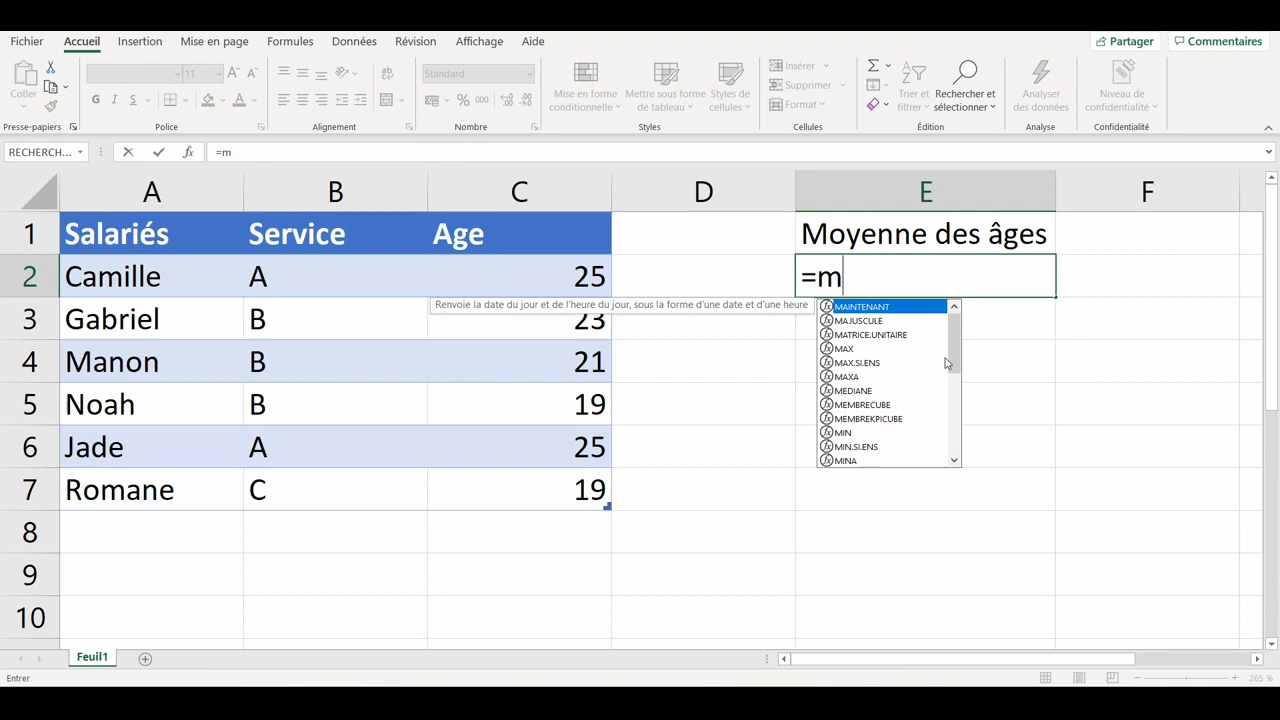 Fichier Accueil Insertion Mise en page Formules Données Révision Affichage Aide Partager Commentaires
Coller
11
Standard
G I S
% 000
Mise en forme conditionnelle
Mettre sous forme de tableau
Styles de cellules
Insérer
Supprimer
Format
Trier et filtrer
Rechercher et sélectionner
Analyser des données
Niveau de confidentialité
Presse-papiers Police Alignement Nombre Styles Cellules Édition Analyse Confidentialité
RECHERCH... fx =m
A B C D E F
1 Salariés Service Age Moyenne des âges
2 Camille A 25 =m
Renvoie la date du jour et de l'heure du jour, sous la forme d'une date et d'une heure
3 Gabriel B 23
4 Manon B 21
5 Noah B 19
6 Jade A 25
7 Romane C 19
8
9
10
MAINTENANT
MAJUSCULE
MATRICE.UNITAIRE
MAX
MAX.SI.ENS
MAXA
MEDIANE
MEMBRECUBE
MEMBREKPICUBE
MIN
MIN.SI.ENS
MINA
Feuil1
Entrer 265 %